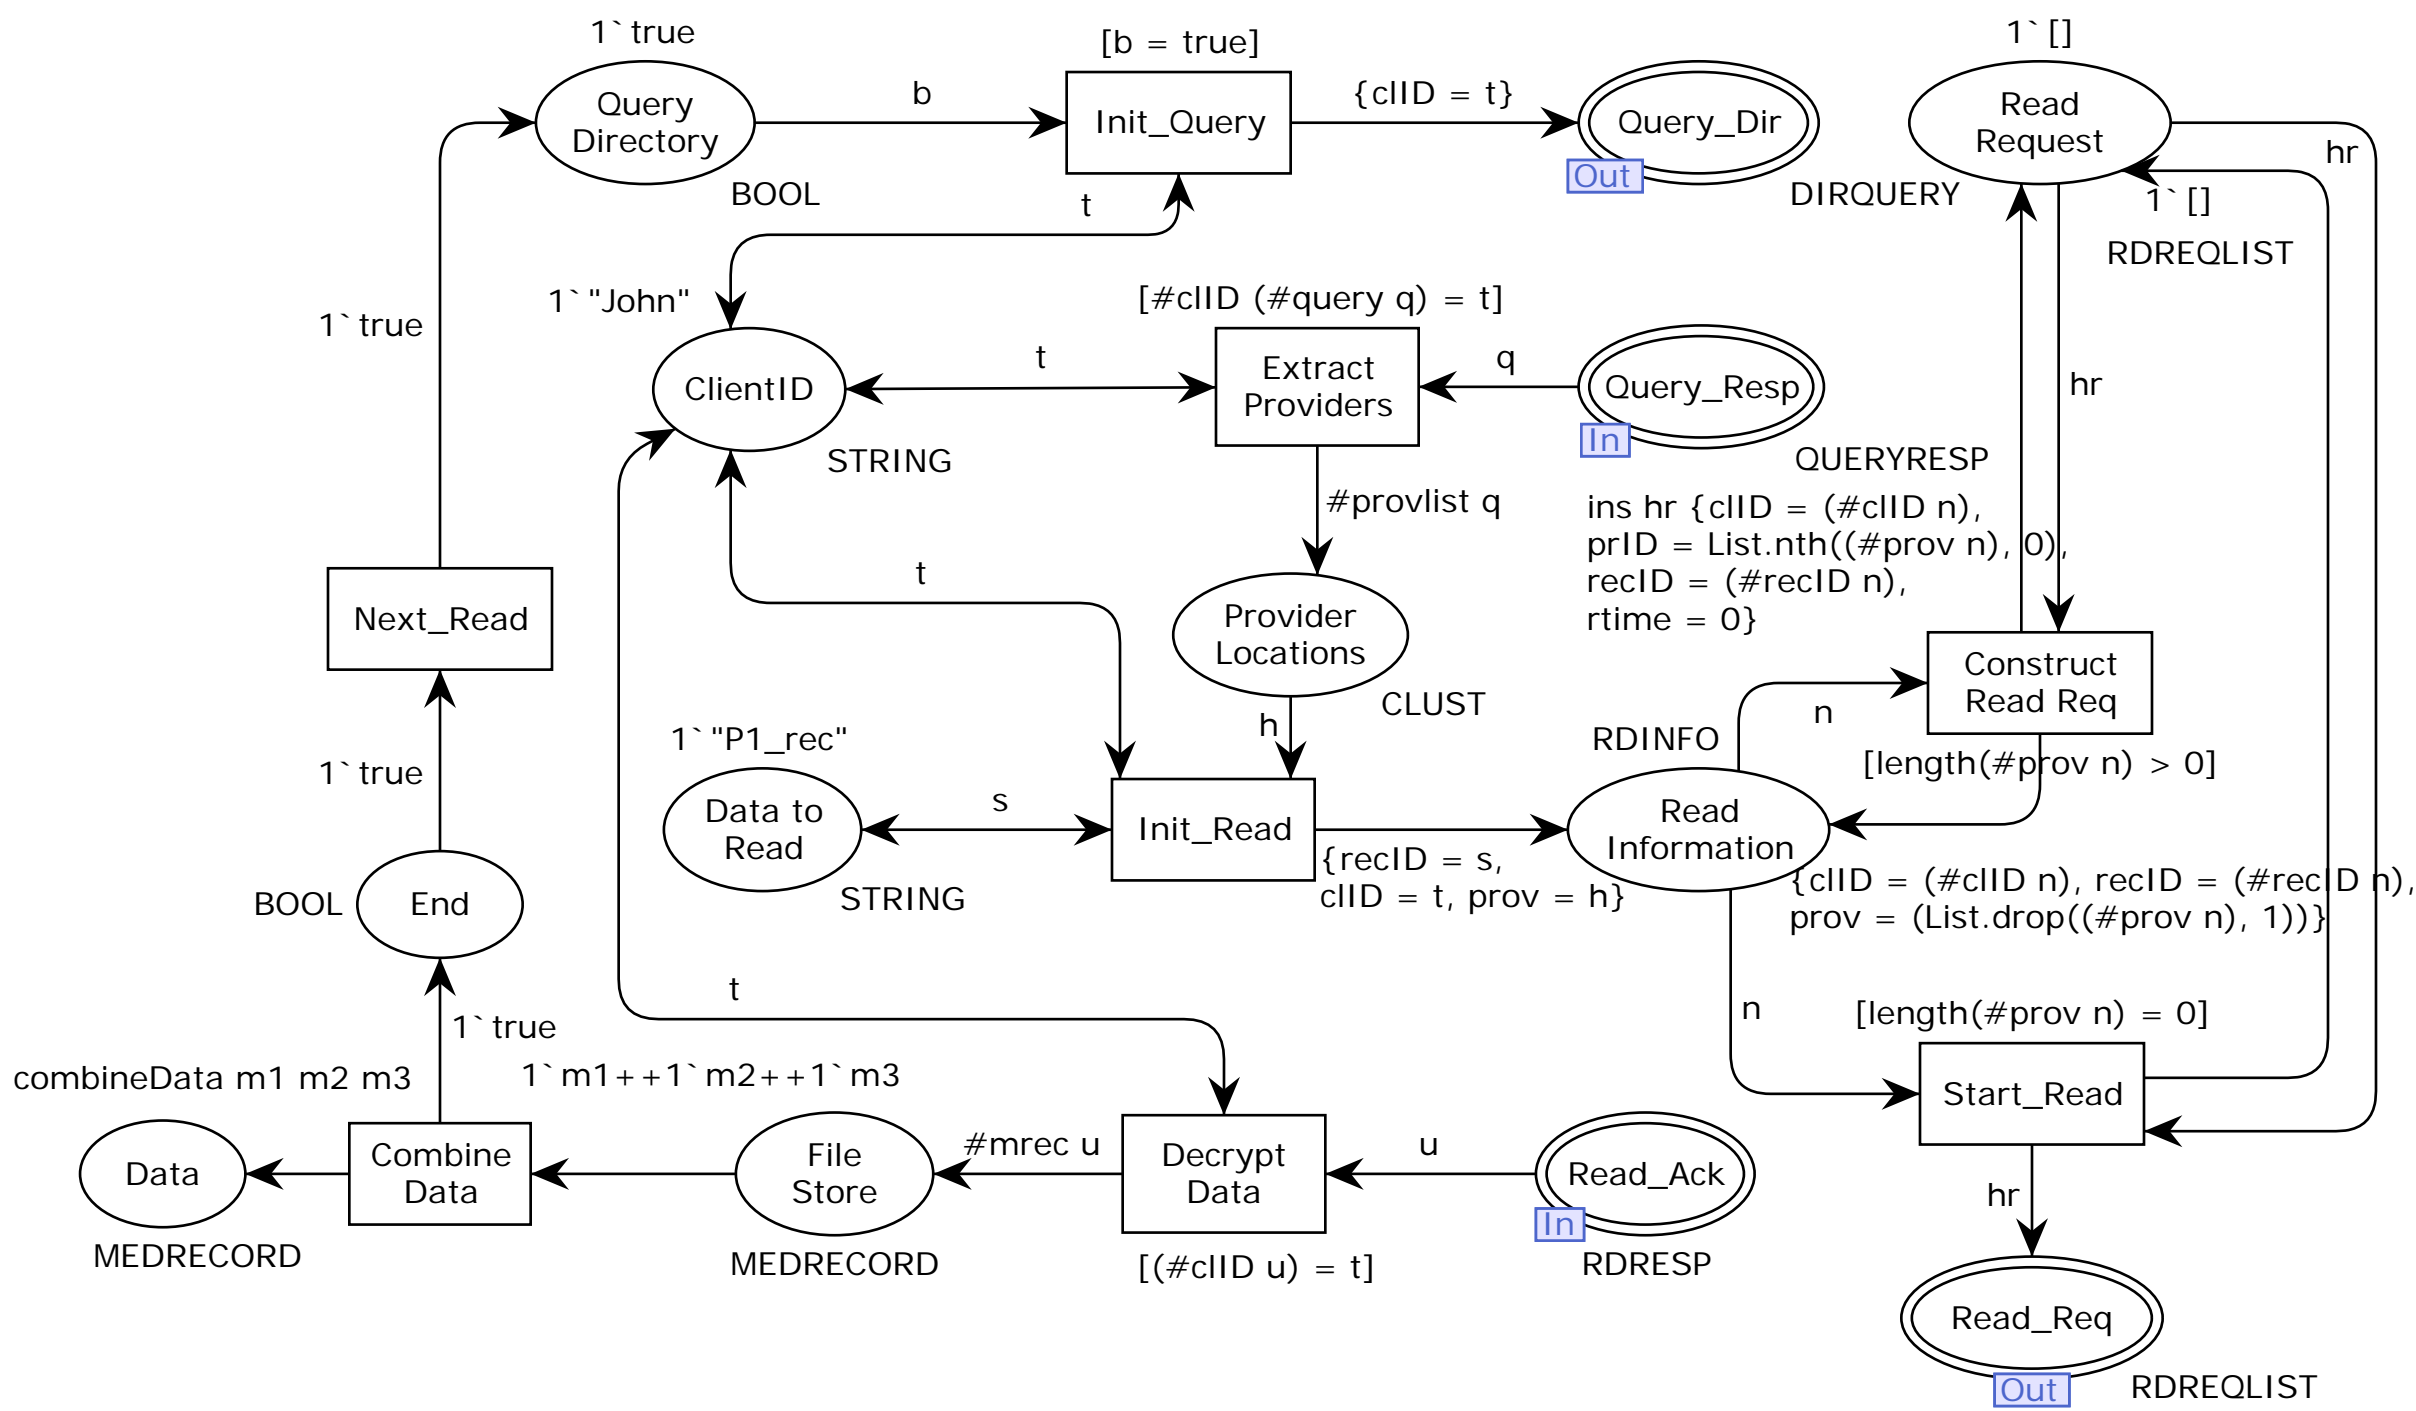 1`true
[b = true]
1`[]
Query
Directory
b
Init_Query
{clID = t}
Query_Dir
Out
DIRQUERY
Read
Request
hr
BOOL
t
1`[]
RDREQLIST
1`true
1`"John"
[#clID (#query q) = t]
ClientID
STRING
t
Extract
Providers
q
Query_Resp
In
QUERYRESP
hr
#provlist q
ins hr {clID = (#clID n),
prID = List.nth((#prov n), 0),
recID = (#recID n),
rtime = 0}
Next_Read
t
Provider
Locations
CLUST
Construct
Read Req
n
h
1`true
1`"P1_rec"
RDINFO
[length(#prov n) > 0]
Data to
Read
STRING
s
Init_Read
{recID = s,
clID = t, prov = h}
Read
Information
{clID = (#clID n), recID = (#recID n),
prov = (List.drop((#prov n), 1))}
BOOL
End
t
n
[length(#prov n) = 0]
1`true
combineData m1 m2 m3
1`m1++1`m2++1`m3
Start_Read
Data
MEDRECORD
Combine
Data
File
Store
MEDRECORD
#mrec u
Decrypt
Data
[(#clID u) = t]
u
Read_Ack
In
RDRESP
hr
Read_Req
Out
RDREQLIST